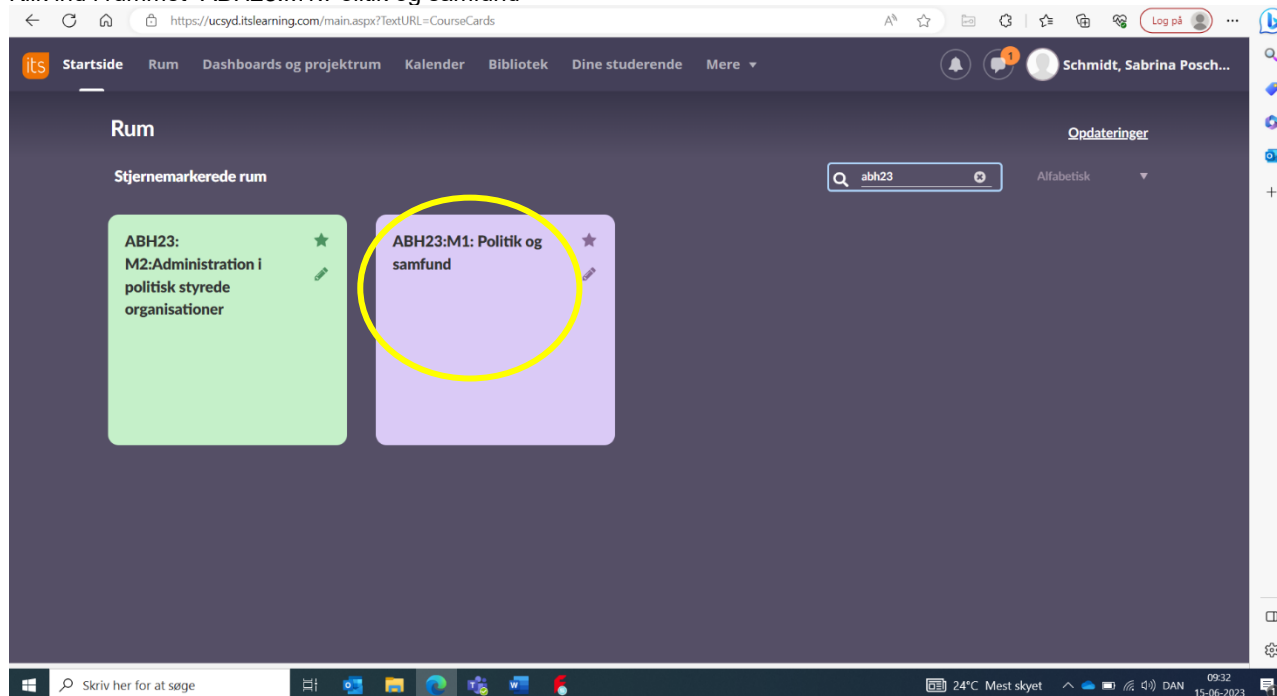 https://ucsyd.itslearning.com/main.aspx?TextURL=CourseCards
Log på
its Startside Rum Dashboards og projektrum Kalender Bibliotek Dine studerende Mere
1
Schmidt, Sabrina Posch...
Rum
Opdateringer
Stjernemarkerede rum
abh23
Alfabetisk
ABH23:
M2:Administration i
politisk styrede
organisationer
ABH23:M1: Politik og
samfund
Skriv her for at søge
24°C Mest skyet
DAN
09:32
15-06-2023